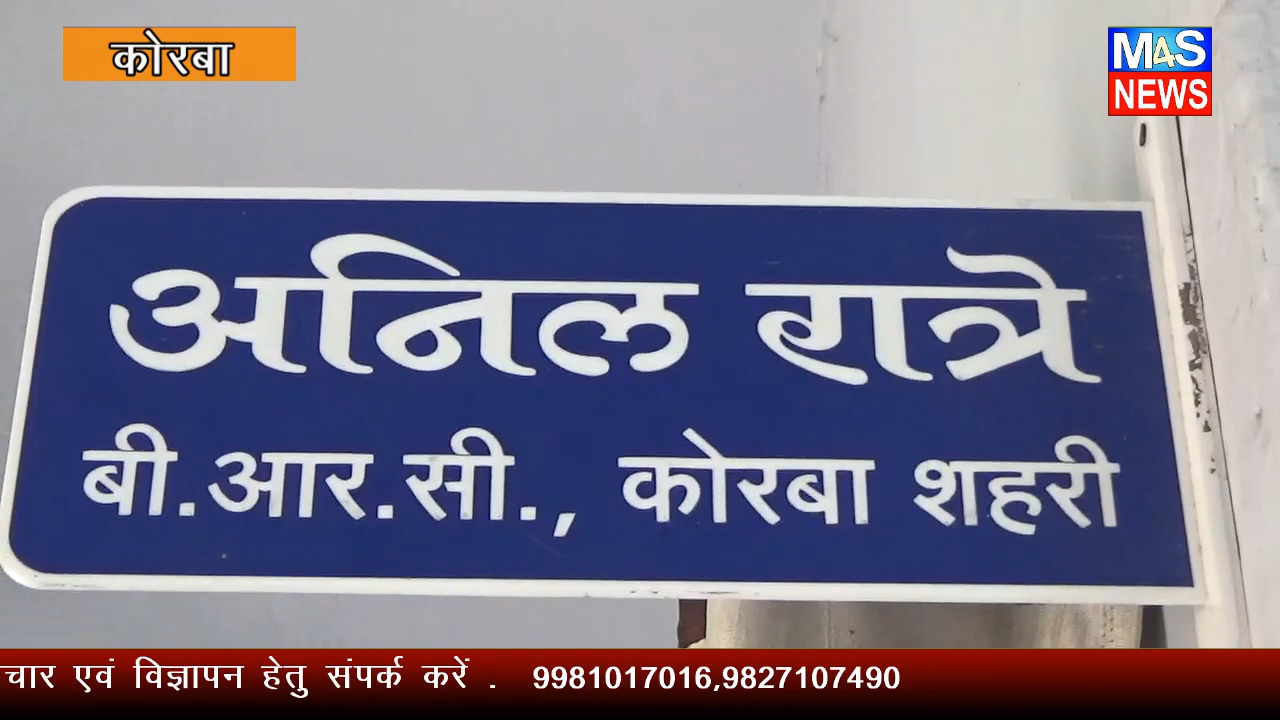 कोरबा
M4S
NEWS
अनिल रात्रे
बी.आर.सी., कोरबा शहरी
चार एवं विज्ञापन हेतु संपर्क करें . 9981017016,9827107490